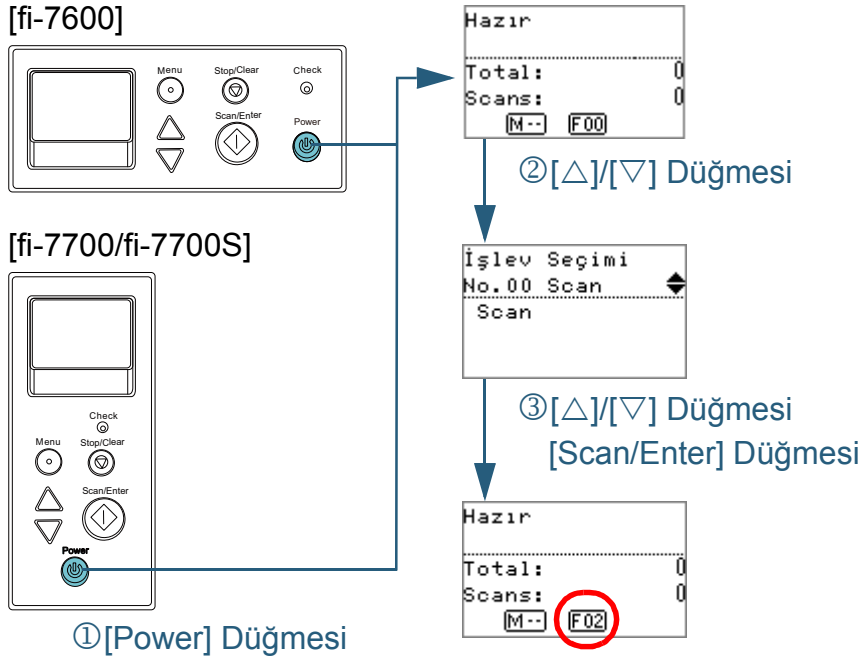 [fi-7600]
Menu
Stop/Clear
Check
Scan/Enter
Power
[fi-7700/fi-7700S]
Check
Menu
Stop/Clear
Scan/Enter
Power
①[Power] Düğmesi
Hazır
Total: 0
Scans: 0
M-- F00
②[△]/[▽] Düğmesi
İşlev Seçimi
No.00 Scan
Scan
③[△]/[▽] Düğmesi
[Scan/Enter] Düğmesi
Hazır
Total: 0
Scans: 0
M-- F02